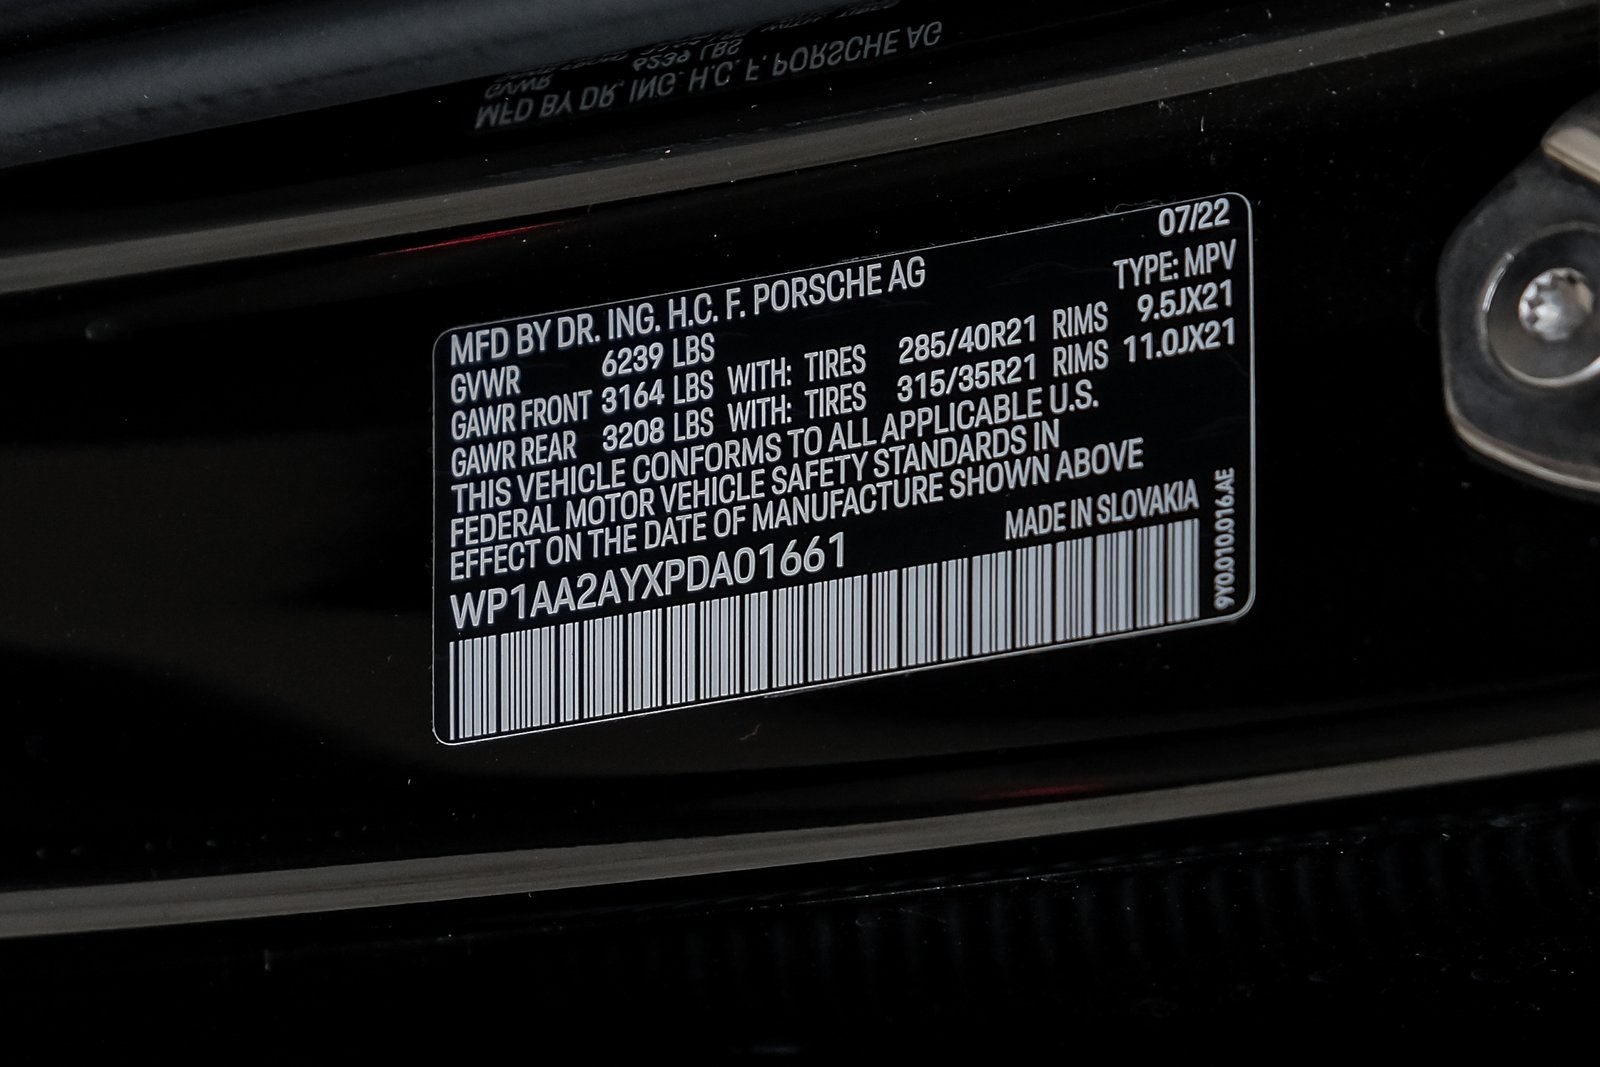 07/22
MFD BY DR. ING. H.C. F. PORSCHE AG TYPE: MPV
GVWR 6239 LBS
GAWR FRONT 3164 LBS WITH: TIRES 285/40R21 RIMS 9.5JX21
GAWR REAR 3208 LBS WITH: TIRES 315/35R21 RIMS 11.0JX21
THIS VEHICLE CONFORMS TO ALL APPLICABLE U.S.
FEDERAL MOTOR VEHICLE SAFETY STANDARDS IN
EFFECT ON THE DATE OF MANUFACTURE SHOWN ABOVE
MADE IN SLOVAKIA
WP1AA2AYXPDA01661
9Y0.010.016.AE
MFD BY DR. ING. H.C. F. PORSCHE AG
GVWR 6239 LBS